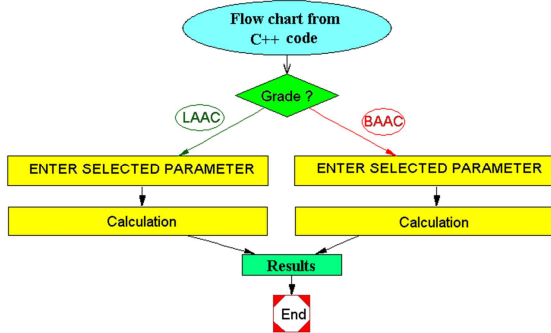 Flow chart from
C++ code
Grade ?
LAAC
BAAC
ENTER SELECTED PARAMETER
ENTER SELECTED PARAMETER
Calculation
Calculation
Results
End